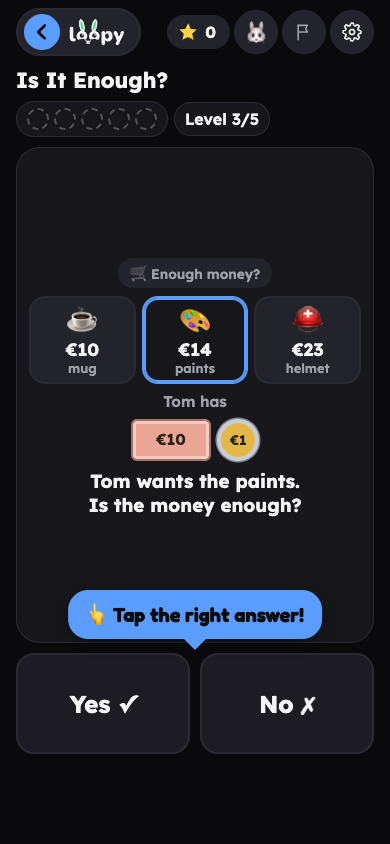 loopy
0
Is It Enough?
Level 3/5
Enough money?
€10
mug
€14
paints
€23
helmet
Tom has
€10
€1
Tom wants the paints.
Is the money enough?
Tap the right answer!
Yes ✓
No ✗